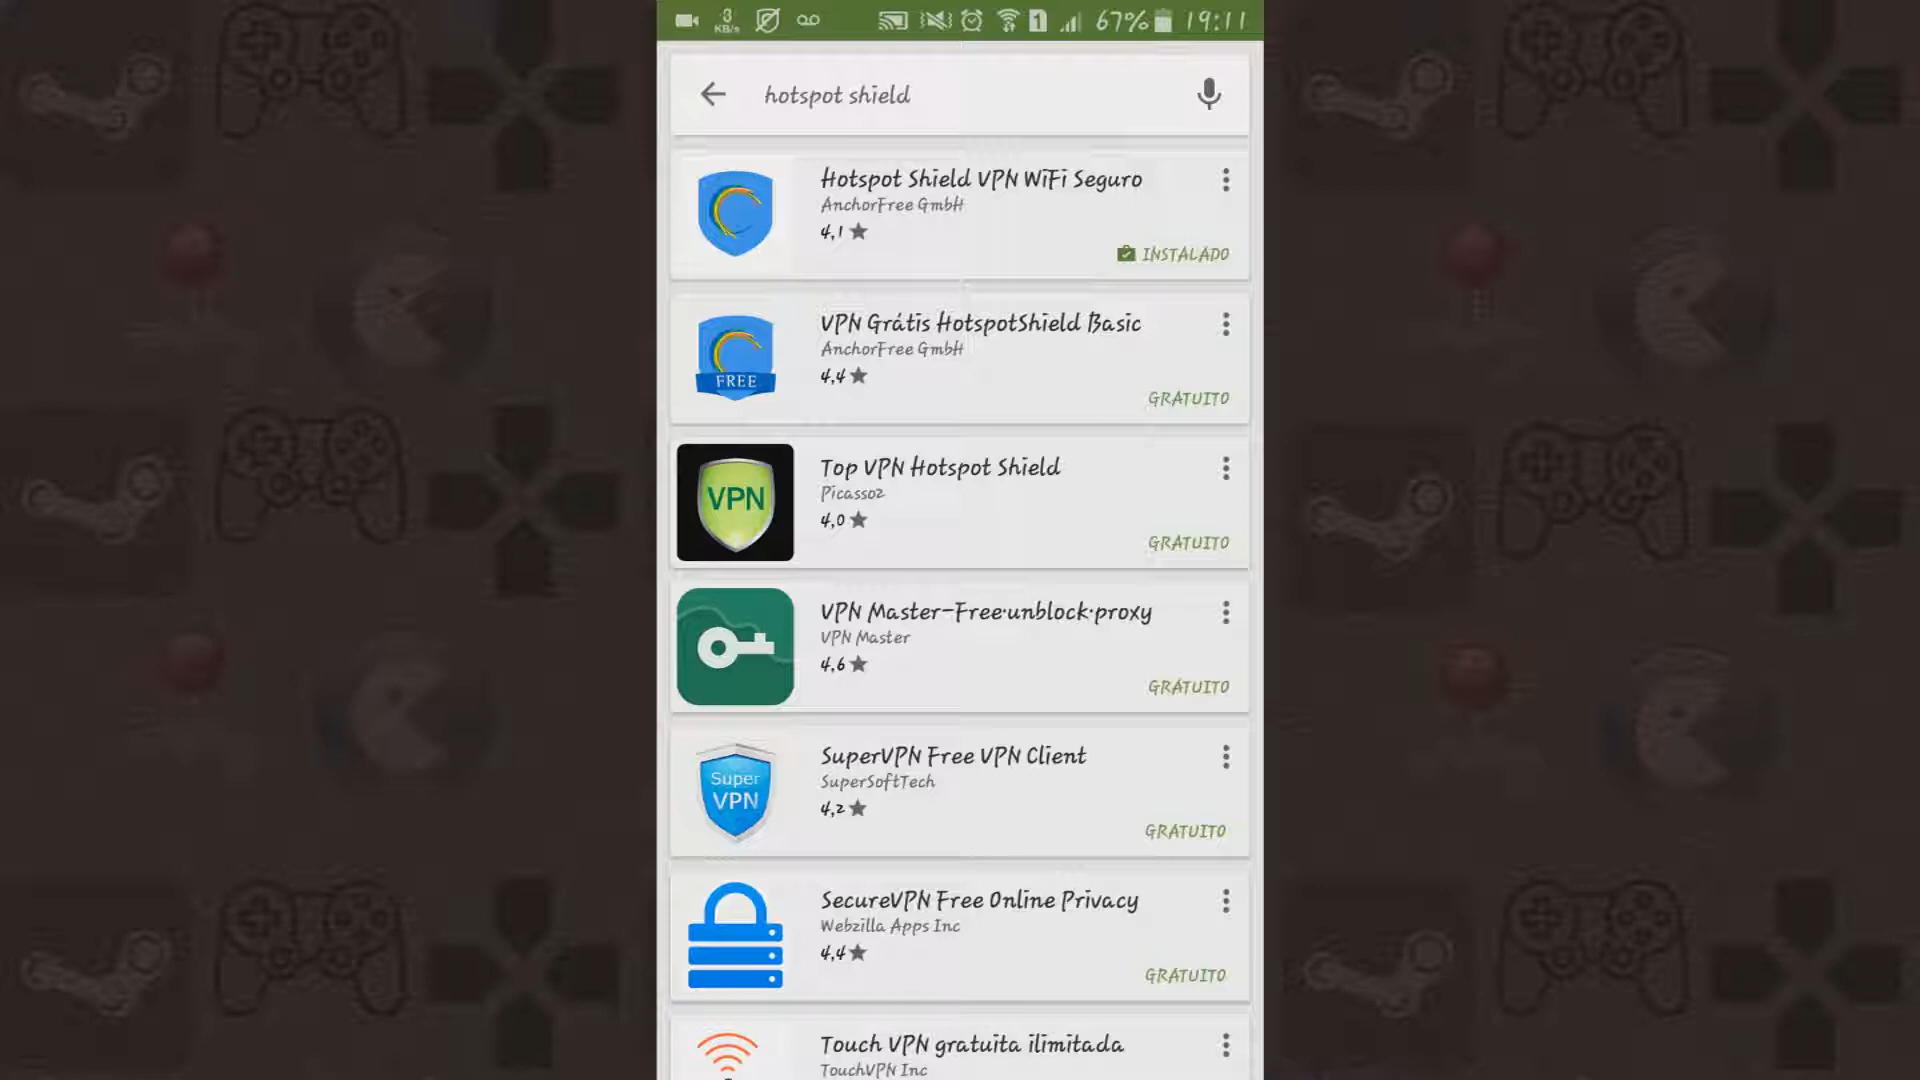 3
KB/s
1
67%
19:11
hotspot shield
Hotspot Shield VPN WiFi Seguro
AnchorFree GmbH
4,1
INSTALADO
VPN Grátis HotspotShield Basic
AnchorFree GmbH
4,4
FREE
GRATUITO
Top VPN Hotspot Shield
Picasso2
4,0
VPN
GRATUITO
VPN Master-Free·unblock·proxy
VPN Master
4,6
GRATUITO
SuperVPN Free VPN Client
SuperSoftTech
4,2
Super
VPN
GRATUITO
SecureVPN Free Online Privacy
Webzilla Apps Inc
4,4
GRATUITO
Touch VPN gratuita ilimitada
TouchVPN Inc